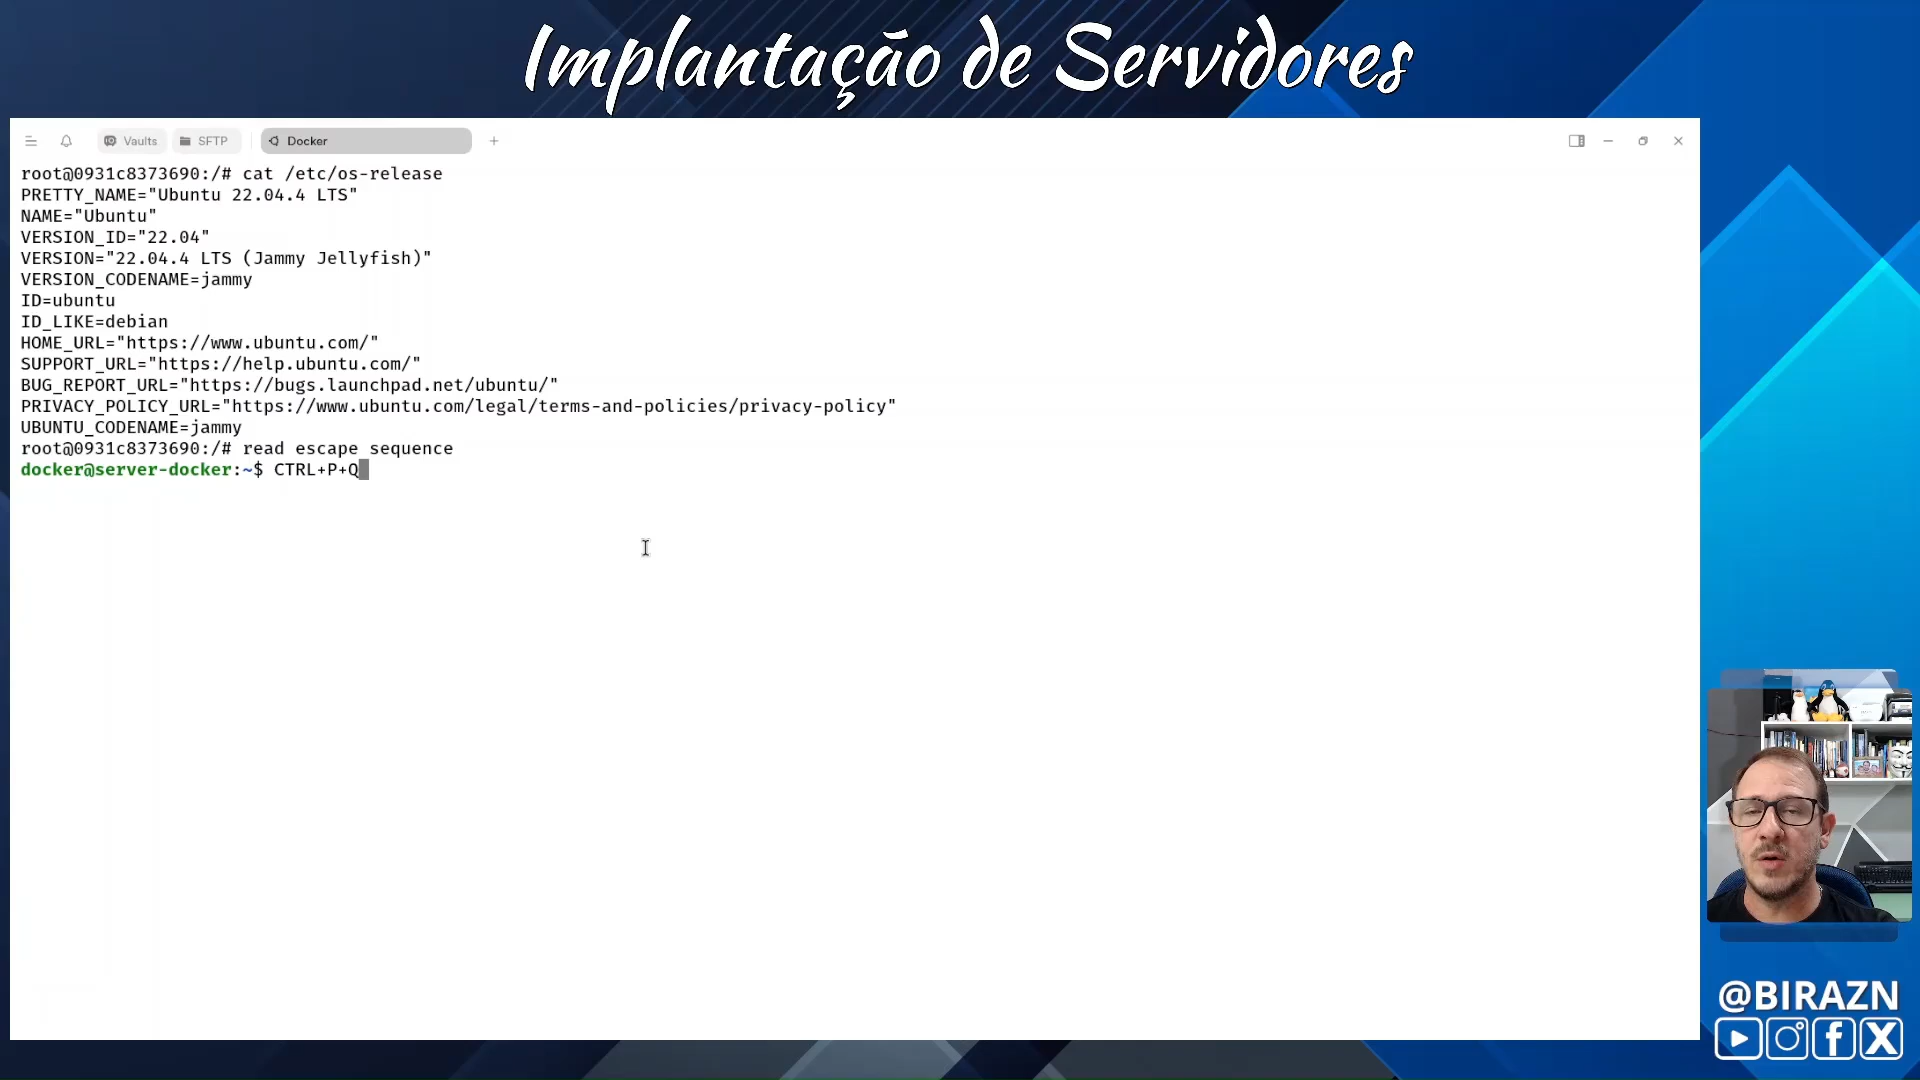 Implantação de Servidores
Vaults SFTP Docker
root@0931c8373690:/# cat /etc/os-release
PRETTY_NAME="Ubuntu 22.04.4 LTS"
NAME="Ubuntu"
VERSION_ID="22.04"
VERSION="22.04.4 LTS (Jammy Jellyfish)"
VERSION_CODENAME=jammy
ID=ubuntu
ID_LIKE=debian
HOME_URL="https://www.ubuntu.com/"
SUPPORT_URL="https://help.ubuntu.com/"
BUG_REPORT_URL="https://bugs.launchpad.net/ubuntu/"
PRIVACY_POLICY_URL="https://www.ubuntu.com/legal/terms-and-policies/privacy-policy"
UBUNTU_CODENAME=jammy
root@0931c8373690:/# read escape sequence
docker@server-docker:~$ CTRL+P+Q
@BIRAZN